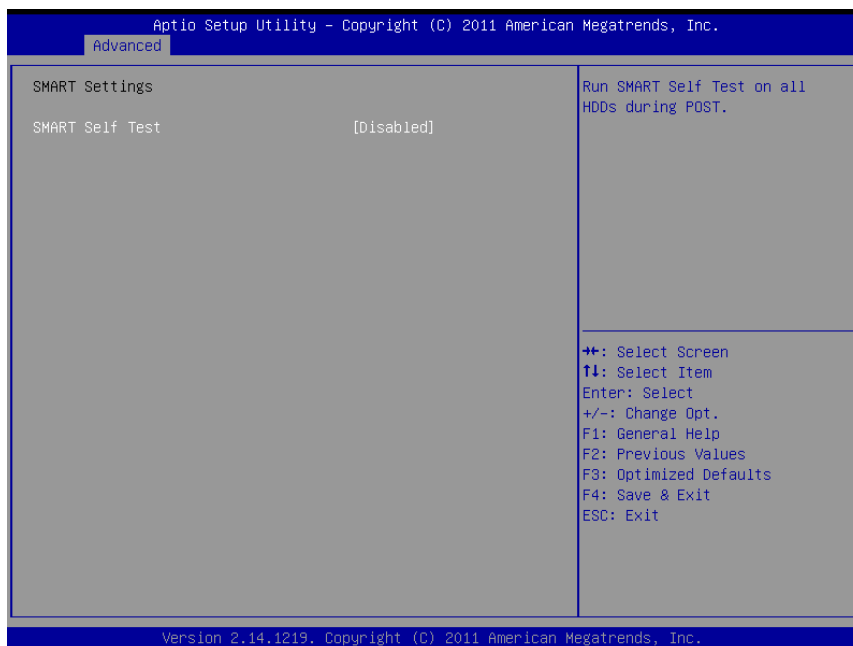 Aptio Setup Utility – Copyright (C) 2011 American Megatrends, Inc.
Advanced
SMART Settings
SMART Self Test [Disabled]
Run SMART Self Test on all
HDDs during POST.
→←: Select Screen
↑↓: Select Item
Enter: Select
+/-: Change Opt.
F1: General Help
F2: Previous Values
F3: Optimized Defaults
F4: Save & Exit
ESC: Exit
Version 2.14.1219. Copyright (C) 2011 American Megatrends, Inc.